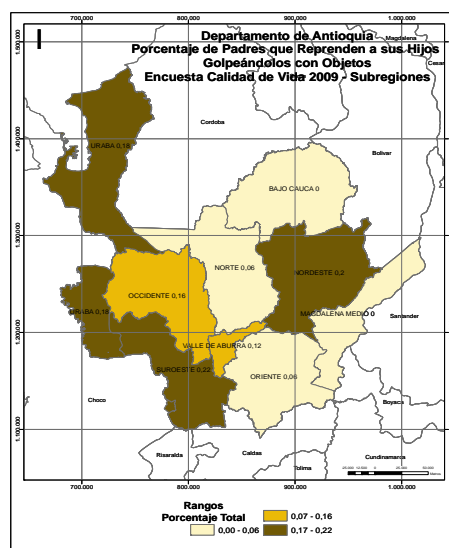 700.000
800.000
900.000
1.000.000
Departamento de Antioquia
Porcentaje de Padres que Reprenden a sus Hijos
Golpeándolos con Objetos
Encuesta Calidad de Vida 2009 - Subregiones
Magdalena
Cesar
Cordoba
Bolivar
URABA 0,18
BAJO CAUCA 0
NORTE 0,06
NORDESTE 0,2
OCCIDENTE 0,16
MAGDALENA MEDIO 0
Santander
URABA 0,18
VALLE DE ABURRA 0,12
SUROESTE 0,22
ORIENTE 0,06
Choco
Boyaca
Risaralda
Caldas
Tolima
Cundinamarca
1.500.000
1.400.000
1.300.000
1.200.000
1.100.000
700.000
800.000
900.000
1.000.000
Rangos
Porcentaje Total
0,00 - 0,06
0,07 - 0,16
0,17 - 0,22